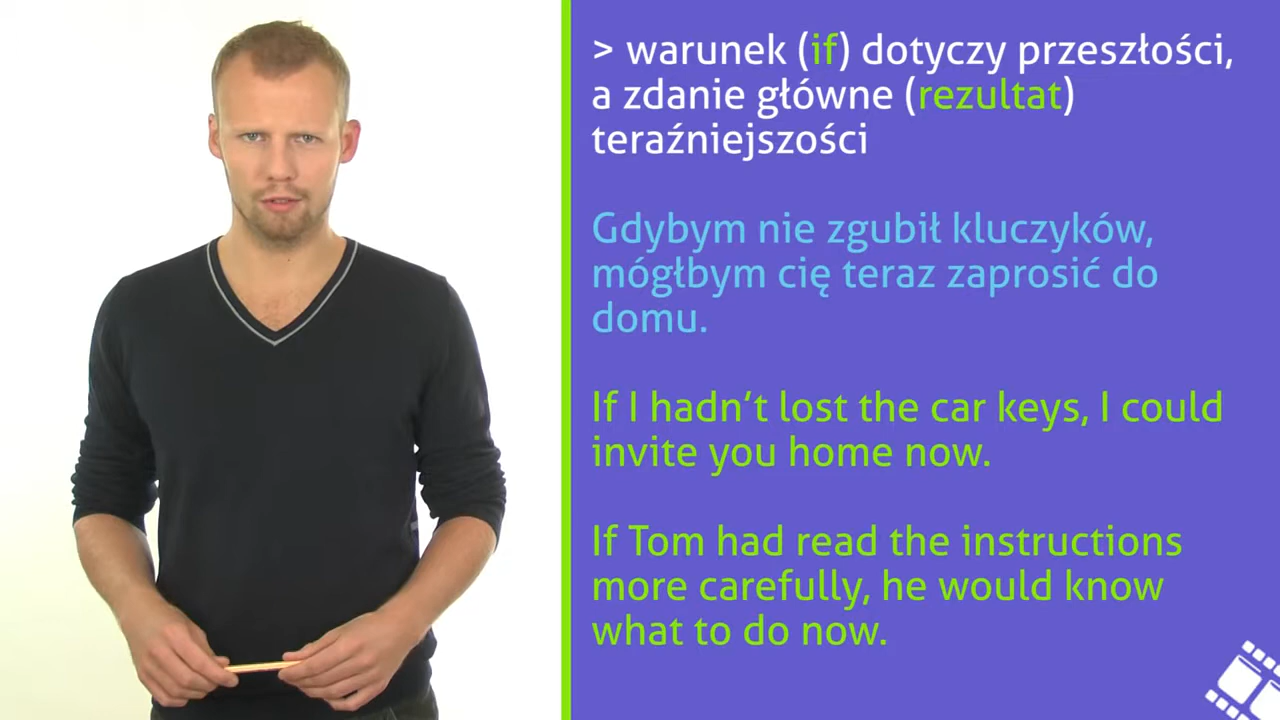 > warunek (if) dotyczy przeszłości,
a zdanie główne (rezultat)
teraźniejszości
Gdybym nie zgubił kluczyków,
mógłbym cię teraz zaprosić do
domu.
If I hadn't lost the car keys, I could
invite you home now.
If Tom had read the instructions
more carefully, he would know
what to do now.